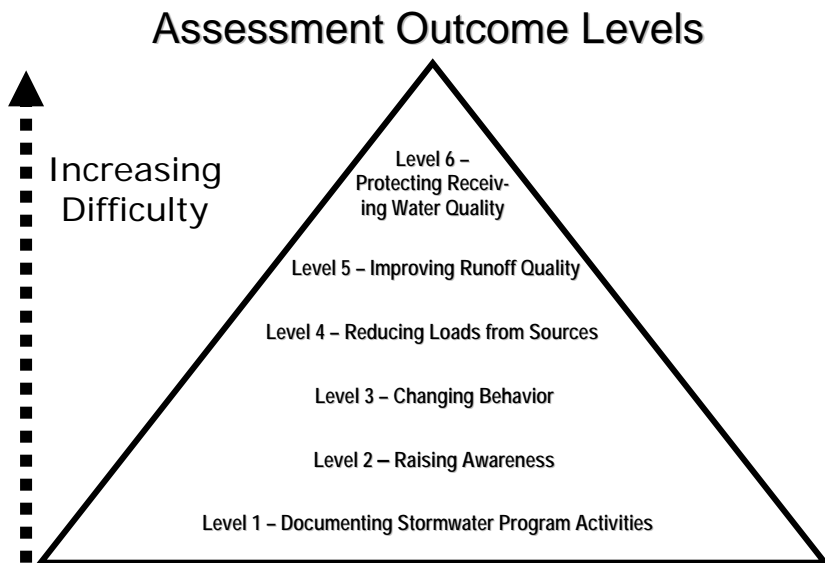 Assessment Outcome Levels
Increasing
Difficulty
Level 6 –
Protecting Receiv-
ing Water Quality
Level 5 – Improving Runoff Quality
Level 4 – Reducing Loads from Sources
Level 3 – Changing Behavior
Level 2 – Raising Awareness
Level 1 – Documenting Stormwater Program Activities